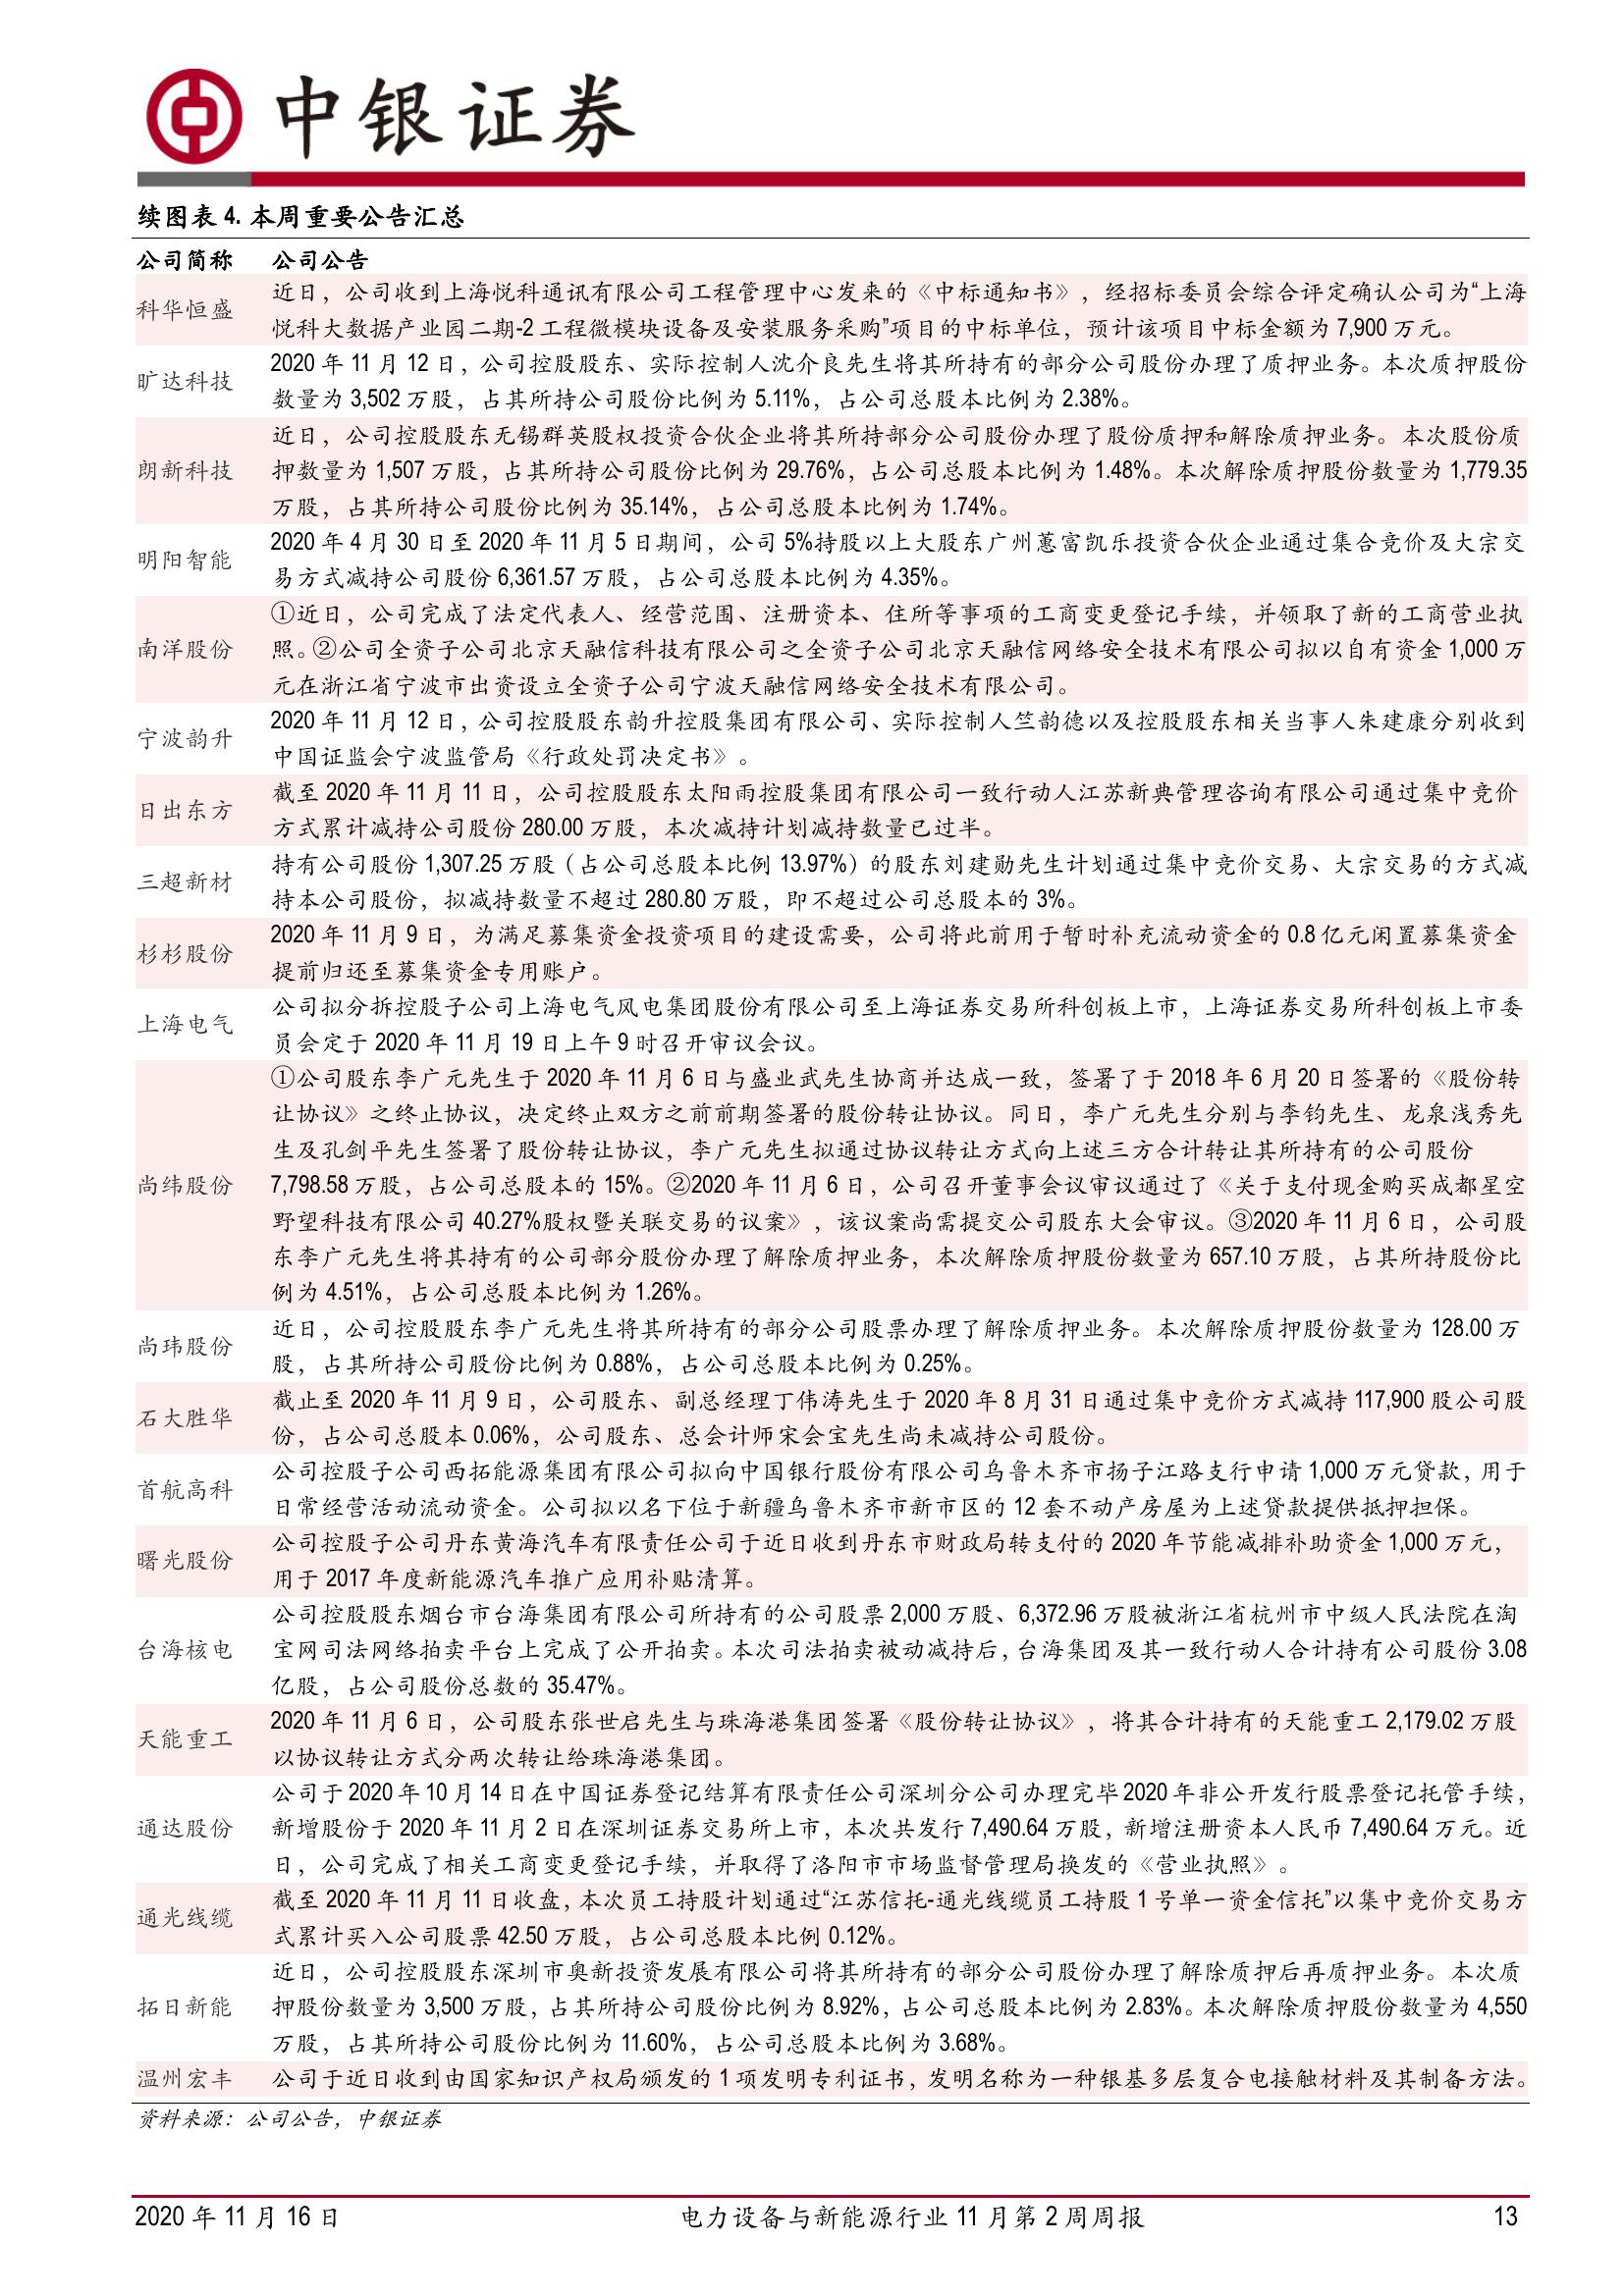 中银证券
续图表 4. 本周重要公告汇总
公司简称 公司公告
科华恒盛
近日，公司收到上海悦科通讯有限公司工程管理中心发来的《中标通知书》，经招标委员会综合评定确认公司为“上海
悦科大数据产业园二期-2 工程微模块设备及安装服务采购”项目的中标单位，预计该项目中标金额为 7,900 万元。
旷达科技
2020 年 11 月 12 日，公司控股股东、实际控制人沈介良先生将其所持有的部分公司股份办理了质押业务。本次质押股份
数量为 3,502 万股，占其所持公司股份比例为 5.11%，占公司总股本比例为 2.38%。
朗新科技
近日，公司控股股东无锡群英股权投资合伙企业将其所持部分公司股份办理了股份质押和解除质押业务。本次股份质
押数量为 1,507 万股，占其所持公司股份比例为 29.76%，占公司总股本比例为 1.48%。本次解除质押股份数量为 1,779.35
万股，占其所持公司股份比例为 35.14%，占公司总股本比例为 1.74%。
明阳智能
2020 年 4 月 30 日至 2020 年 11 月 5 日期间，公司 5%持股以上大股东广州蕙富凯乐投资合伙企业通过集合竞价及大宗交
易方式减持公司股份 6,361.57 万股，占公司总股本比例为 4.35%。
南洋股份
①近日，公司完成了法定代表人、经营范围、注册资本、住所等事项的工商变更登记手续，并领取了新的工商营业执
照。②公司全资子公司北京天融信科技有限公司之全资子公司北京天融信网络安全技术有限公司拟以自有资金 1,000 万
元在浙江省宁波市出资设立全资子公司宁波天融信网络安全技术有限公司。
宁波韵升
2020 年 11 月 12 日，公司控股股东韵升控股集团有限公司、实际控制人竺韵德以及控股股东相关当事人朱建康分别收到
中国证监会宁波监管局《行政处罚决定书》。
日出东方
截至 2020 年 11 月 11 日，公司控股股东太阳雨控股集团有限公司一致行动人江苏新典管理咨询有限公司通过集中竞价
方式累计减持公司股份 280.00 万股，本次减持计划减持数量已过半。
三超新材
持有公司股份 1,307.25 万股（占公司总股本比例 13.97%）的股东刘建勋先生计划通过集中竞价交易、大宗交易的方式减
持本公司股份，拟减持数量不超过 280.80 万股，即不超过公司总股本的 3%。
杉杉股份
2020 年 11 月 9 日，为满足募集资金投资项目的建设需要，公司将此前用于暂时补充流动资金的 0.8 亿元闲置募集资金
提前归还至募集资金专用账户。
上海电气
公司拟分拆控股子公司上海电气风电集团股份有限公司至上海证券交易所科创板上市，上海证券交易所科创板上市委
员会定于 2020 年 11 月 19 日上午 9 时召开审议会议。
尚纬股份
①公司股东李广元先生于 2020 年 11 月 6 日与盛业武先生协商并达成一致，签署了于 2018 年 6 月 20 日签署的《股份转
让协议》之终止协议，决定终止双方之前前期签署的股份转让协议。同日，李广元先生分别与李钧先生、龙泉浅秀先
生及孔剑平先生签署了股份转让协议，李广元先生拟通过协议转让方式向上述三方合计转让其所持有的公司股份
7,798.58 万股，占公司总股本的 15%。②2020 年 11 月 6 日，公司召开董事会议审议通过了《关于支付现金购买成都星空
野望科技有限公司 40.27%股权暨关联交易的议案》，该议案尚需提交公司股东大会审议。③2020 年 11 月 6 日，公司股
东李广元先生将其持有的公司部分股份办理了解除质押业务，本次解除质押股份数量为 657.10 万股，占其所持股份比
例为 4.51%，占公司总股本比例为 1.26%。
尚玮股份
近日，公司控股股东李广元先生将其所持有的部分公司股票办理了解除质押业务。本次解除质押股份数量为 128.00 万
股，占其所持公司股份比例为 0.88%，占公司总股本比例为 0.25%。
石大胜华
截止至 2020 年 11 月 9 日，公司股东、副总经理丁伟涛先生于 2020 年 8 月 31 日通过集中竞价方式减持 117,900 股公司股
份，占公司总股本 0.06%，公司股东、总会计师宋会宝先生尚未减持公司股份。
首航高科
公司控股子公司西拓能源集团有限公司拟向中国银行股份有限公司乌鲁木齐市扬子江路支行申请 1,000 万元贷款，用于
日常经营活动流动资金。公司拟以名下位于新疆乌鲁木齐市新市区的 12 套不动产房屋为上述贷款提供抵押担保。
曙光股份
公司控股子公司丹东黄海汽车有限责任公司于近日收到丹东市财政局转支付的 2020 年节能减排补助资金 1,000 万元，
用于 2017 年度新能源汽车推广应用补贴清算。
台海核电
公司控股股东烟台市台海集团有限公司所持有的公司股票 2,000 万股、6,372.96 万股被浙江省杭州市中级人民法院在淘
宝网司法网络拍卖平台上完成了公开拍卖。本次司法拍卖被动减持后，台海集团及其一致行动人合计持有公司股份 3.08
亿股，占公司股份总数的 35.47%。
天能重工
2020 年 11 月 6 日，公司股东张世启先生与珠海港集团签署《股份转让协议》，将其合计持有的天能重工 2,179.02 万股
以协议转让方式分两次转让给珠海港集团。
通达股份
公司于 2020 年 10 月 14 日在中国证券登记结算有限责任公司深圳分公司办理完毕 2020 年非公开发行股票登记托管手续，
新增股份于 2020 年 11 月 2 日在深圳证券交易所上市，本次共发行 7,490.64 万股，新增注册资本人民币 7,490.64 万元。近
日，公司完成了相关工商变更登记手续，并取得了洛阳市市场监督管理局换发的《营业执照》。
通光线缆
截至 2020 年 11 月 11 日收盘，本次员工持股计划通过“江苏信托-通光线缆员工持股 1 号单一资金信托”以集中竞价交易方
式累计买入公司股票 42.50 万股，占公司总股本比例 0.12%。
拓日新能
近日，公司控股股东深圳市奥新投资发展有限公司将其所持有的部分公司股份办理了解除质押后再质押业务。本次质
押股份数量为 3,500 万股，占其所持公司股份比例为 8.92%，占公司总股本比例为 2.83%。本次解除质押股份数量为 4,550
万股，占其所持公司股份比例为 11.60%，占公司总股本比例为 3.68%。
温州宏丰
公司于近日收到由国家知识产权局颁发的 1 项发明专利证书，发明名称为一种银基多层复合电接触材料及其制备方法。
资料来源：公司公告，中银证券
2020 年 11 月 16 日 电力设备与新能源行业 11 月第 2 周周报 13